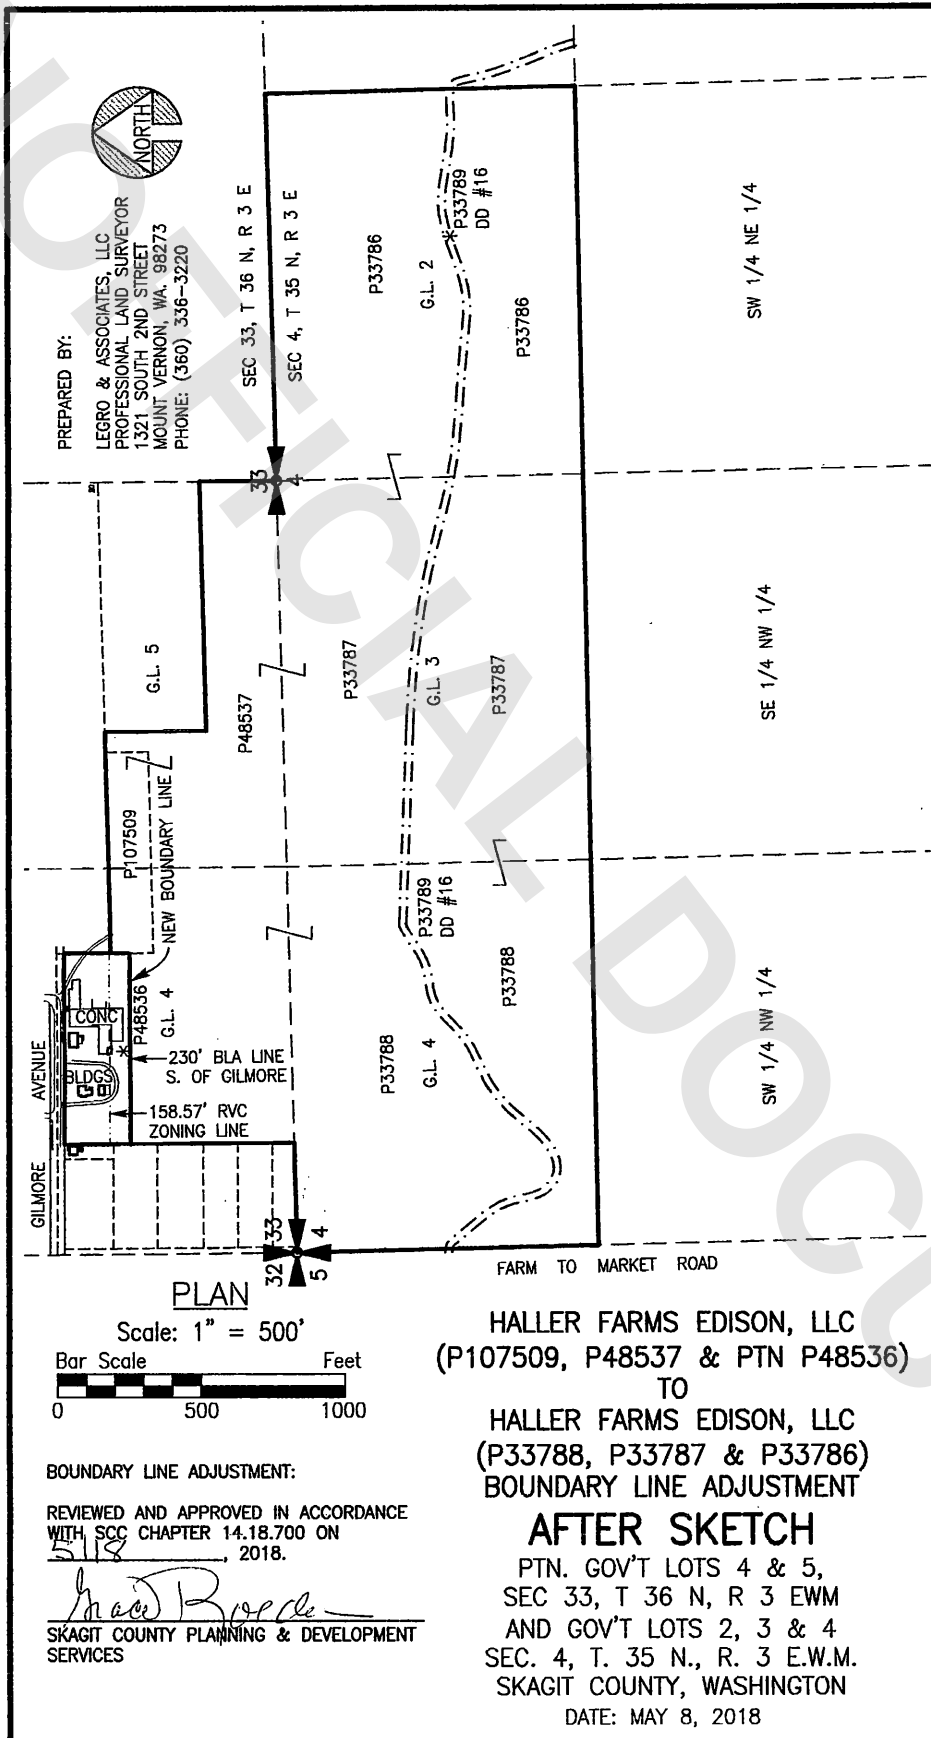 NORTH
PREPARED BY:
LEGRO & ASSOCIATES, LLC
PROFESSIONAL LAND SURVEYOR
1321 SOUTH 2ND STREET
MOUNT VERNON, WA. 98273
PHONE: (360) 336-3220
SEC 33, T 36 N, R 3 E
SEC 4, T 35 N, R 3 E
P33786
G.L. 2
P33789
DD #16
P33786
SW 1/4 NE 1/4
33
4
G.L. 5
P48537
P33787
G.L. 3
P33787
SE 1/4 NW 1/4
P107509
NEW BOUNDARY LINE
P33789
DD #16
P33788
P48536
G.L. 4
CONC
BLDGS
230' BLA LINE
S. OF GILMORE
158.57' RVC
ZONING LINE
P33788
G.L. 4
SW 1/4 NW 1/4
GILMORE AVENUE
32 33
5 4
FARM TO MARKET ROAD
PLAN
Scale: 1" = 500'
Bar Scale Feet
0 500 1000
HALLER FARMS EDISON, LLC
(P107509, P48537 & PTN P48536)
TO
HALLER FARMS EDISON, LLC
(P33788, P33787 & P33786)
BOUNDARY LINE ADJUSTMENT
AFTER SKETCH
PTN. GOV'T LOTS 4 & 5,
SEC 33, T 36 N, R 3 EWM
AND GOV'T LOTS 2, 3 & 4
SEC. 4, T. 35 N., R. 3 E.W.M.
SKAGIT COUNTY, WASHINGTON
DATE: MAY 8, 2018
BOUNDARY LINE ADJUSTMENT:
REVIEWED AND APPROVED IN ACCORDANCE
WITH SCC CHAPTER 14.18.700 ON
5/18, 2018.
Grace Roeder
SKAGIT COUNTY PLANNING & DEVELOPMENT
SERVICES
UNOFFICIAL DOCU